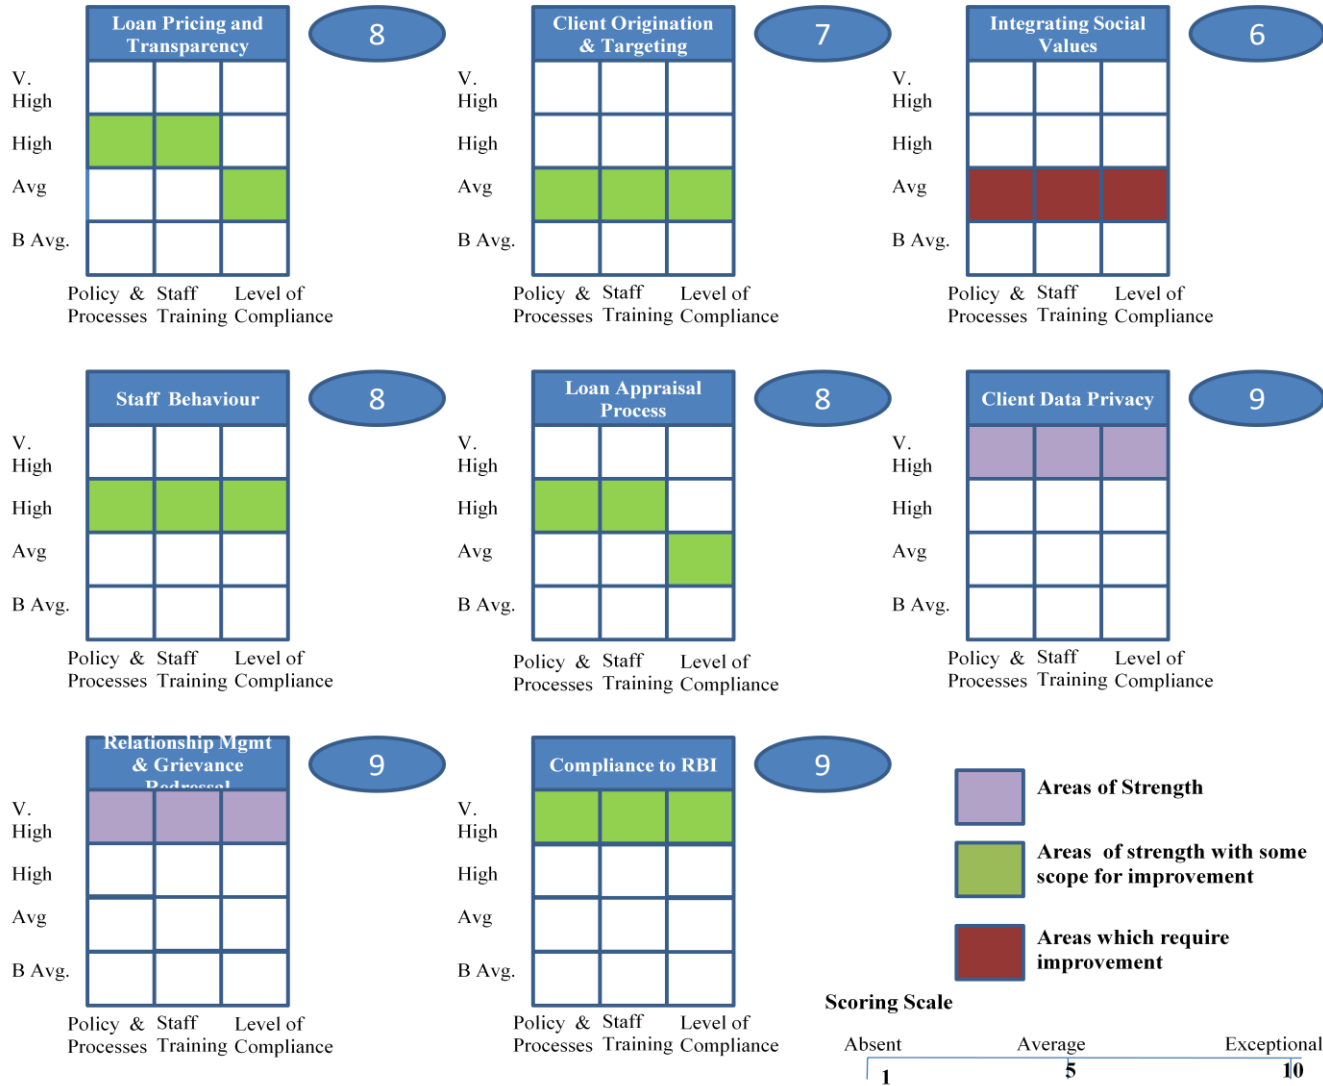 Loan Pricing and
Transparency
8
V.
High
High
Avg
B Avg.
Policy & Staff Level of
Processes Training Compliance
Client Origination
& Targeting
7
V.
High
High
Avg
B Avg.
Policy & Staff Level of
Processes Training Compliance
Integrating Social
Values
6
V.
High
High
Avg
B Avg.
Policy & Staff Level of
Processes Training Compliance
Staff Behaviour
8
V.
High
High
Avg
B Avg.
Policy & Staff Level of
Processes Training Compliance
Loan Appraisal
Process
8
V.
High
High
Avg
B Avg.
Policy & Staff Level of
Processes Training Compliance
Client Data Privacy
9
V.
High
High
Avg
B Avg.
Policy & Staff Level of
Processes Training Compliance
Relationship Mgmt
& Grievance
Redressal
9
V.
High
High
Avg
B Avg.
Policy & Staff Level of
Processes Training Compliance
Compliance to RBI
9
V.
High
High
Avg
B Avg.
Policy & Staff Level of
Processes Training Compliance
Areas of Strength
Areas of strength with some
scope for improvement
Areas which require
improvement
Scoring Scale
Absent Average Exceptional
1 5 10